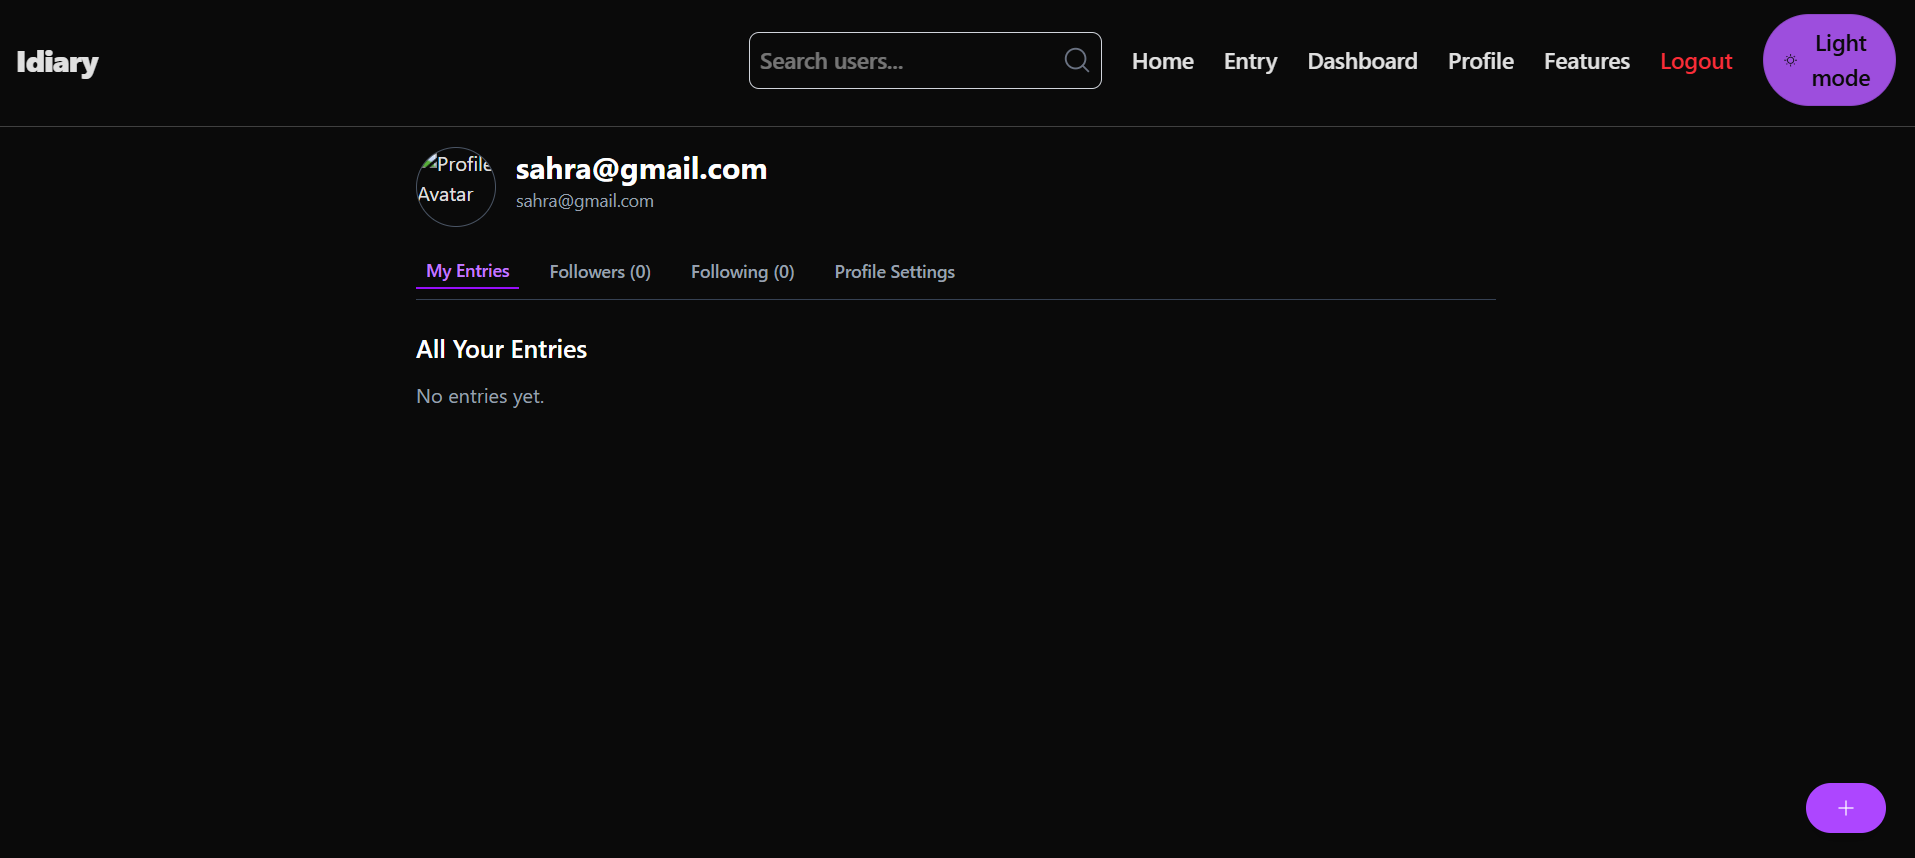 Idiary
Search users...
Home
Entry
Dashboard
Profile
Features
Logout
Light
mode
Profile
Avatar
sahra@gmail.com
sahra@gmail.com
My Entries
Followers (0)
Following (0)
Profile Settings
All Your Entries
No entries yet.
+